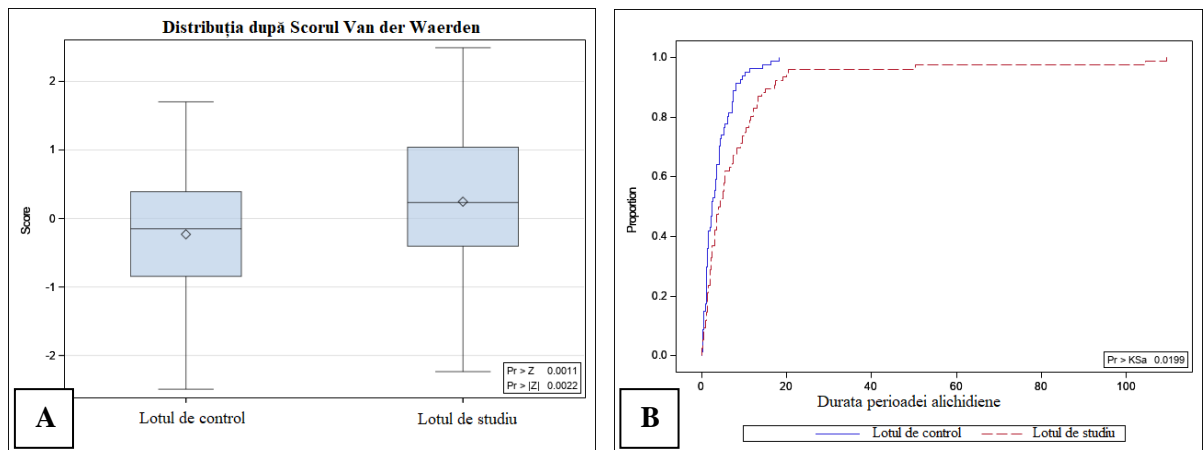 Distribuția după Scorul Van der Waerden
2
1
0
-1
-2
Score
Pr > Z 0.0011
Pr > |Z| 0.0022
A
Lotul de control
Lotul de studiu
1.0
0.8
0.6
0.4
0.2
0.0
Proportion
Pr > KSa 0.0199
0
20
40
60
80
100
Durata perioadei alichidiene
B
Lotul de control
Lotul de studiu